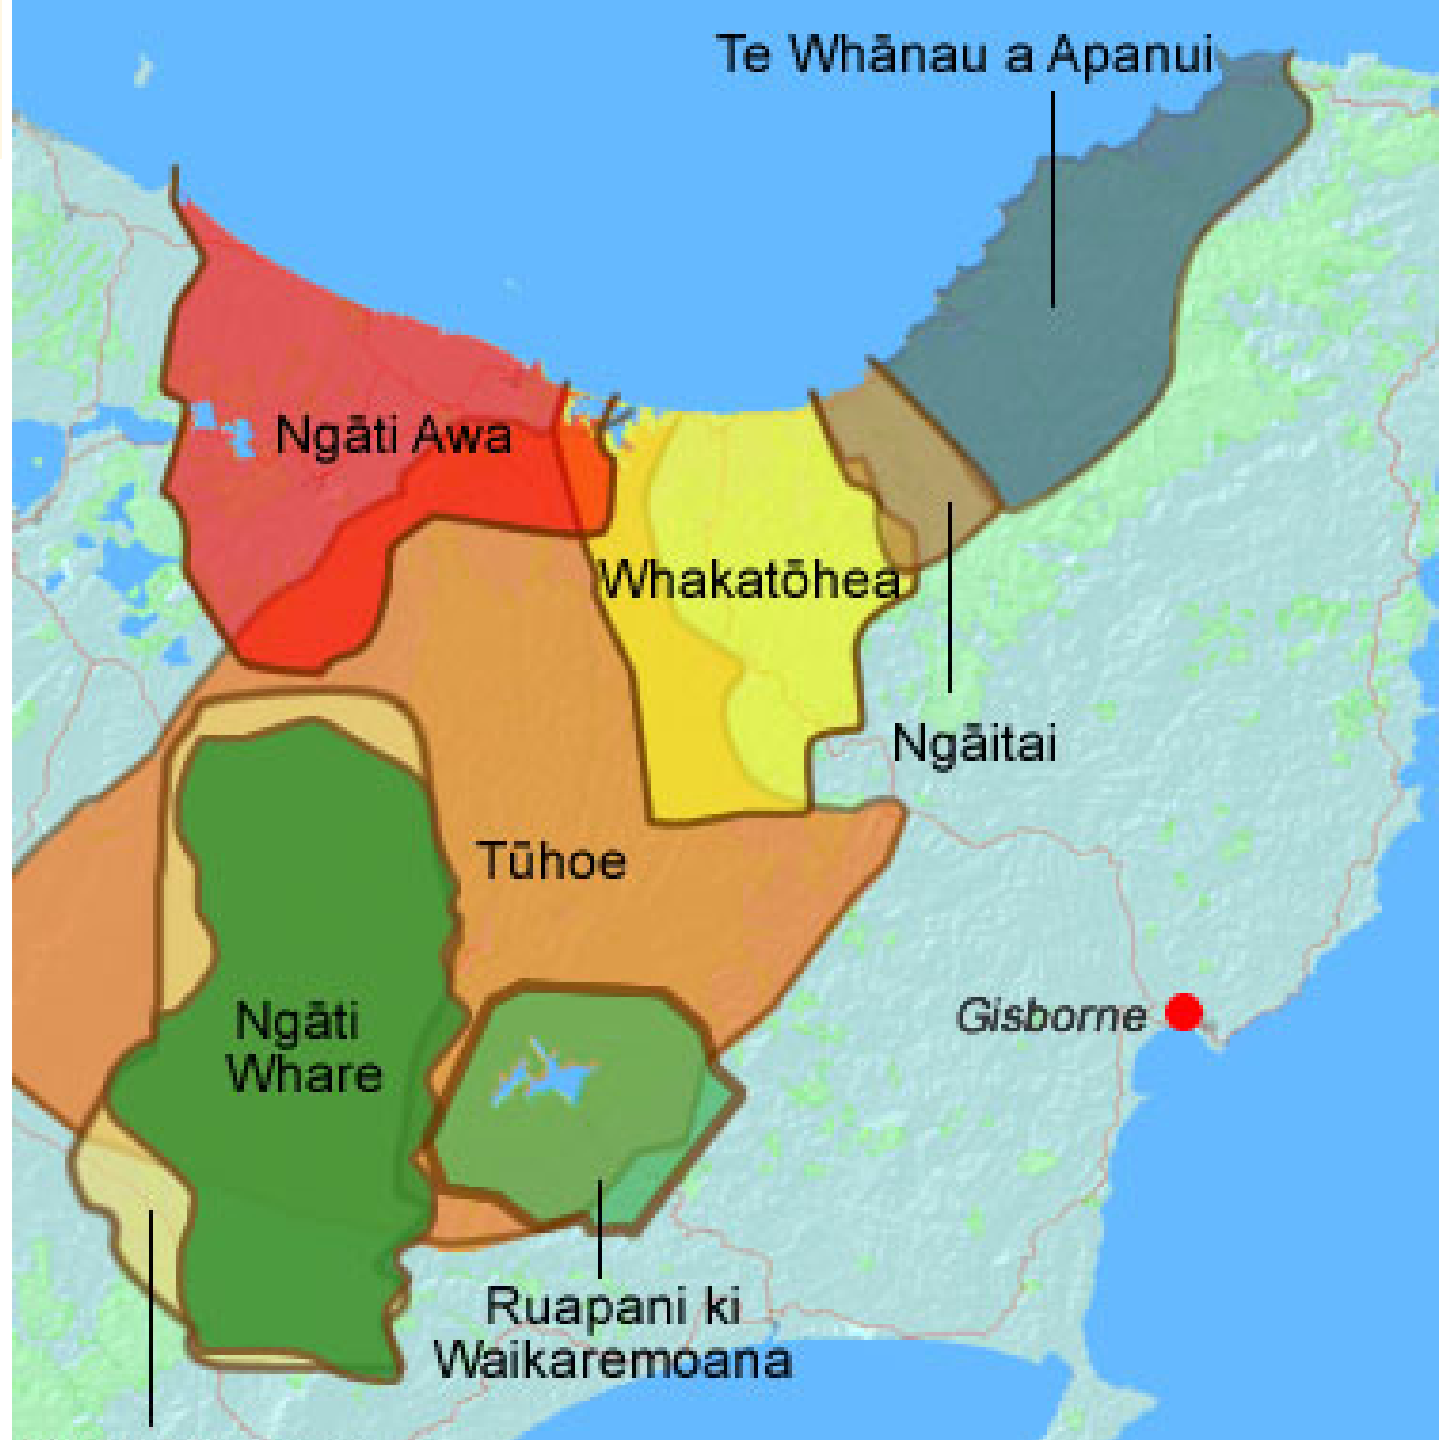 Te Whānau a Apanui
Ngāti Awa
Whakatōhea
Ngāitai
Tūhoe
Ngāti
Whare
Gisborne
Ruapani ki
Waikaremoana